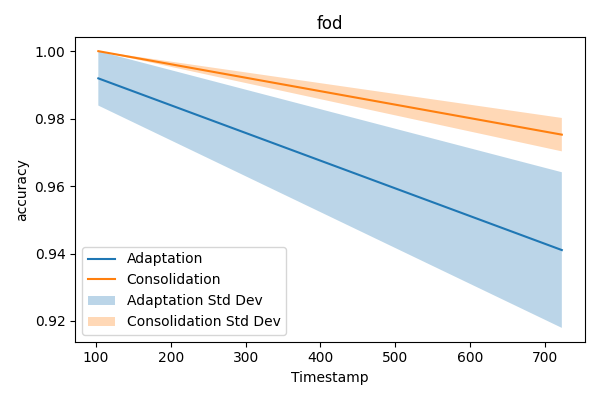 fod
1.00
0.98
0.96
0.94
0.92
accuracy
Adaptation
Consolidation
Adaptation Std Dev
Consolidation Std Dev
100 200 300 400 500 600 700
Timestamp